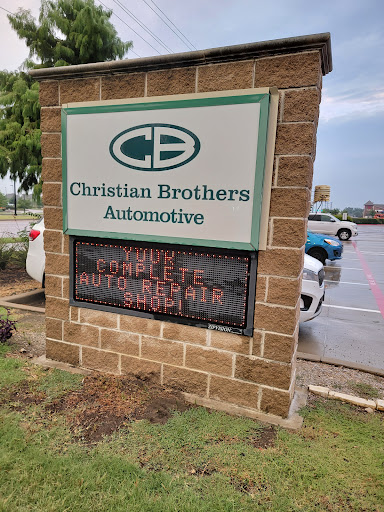 CB
Christian Brothers
Automotive
YOUR
COMPLETE
AUTO REPAIR
SHOP!